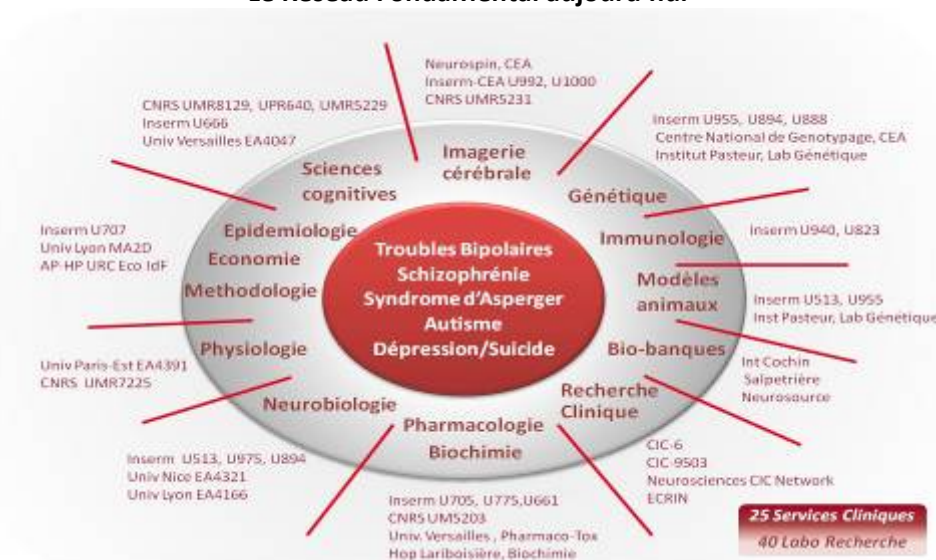 Neurospin, CEA
Inserm-CEA U992, U1000
CNRS UMR5231
CNRS UMR8129, UPR640, UMR5229
Inserm U666
Univ Versailles EA4047
Inserm U955, U894, U888
Centre National de Genotypage, CEA
Institut Pasteur, Lab Génétique
Imagerie
cérébrale
Sciences
cognitives
Génétique
Inserm U707
Univ Lyon MA2D
AP-HP URC Eco IdF
Epidemiologie
Economie
Methodologie
Immunologie
Inserm U940, U823
Troubles Bipolaires
Schizophrénie
Syndrome d'Asperger
Autisme
Dépression/Suicide
Modèles
animaux
Inserm U513, U955
Inst Pasteur, Lab Génétique
Physiologie
Bio-banques
Univ Paris-Est EA4391
CNRS UMR7225
Int Cochin
Salpetrière
Neurosource
Neurobiologie
Recherche
Clinique
Pharmacologie
Biochimie
Inserm U513, U975, U894
Univ Nice EA4321
Univ Lyon EA4166
CIC-6
CIC-9503
Neurosciences CIC Network
ECRIN
Inserm U705, U775,U661
CNRS UM5203
Univ. Versailles , Pharmaco-Tox
Hop Lariboisière, Biochimie
25 Services Cliniques
40 Labo Recherche